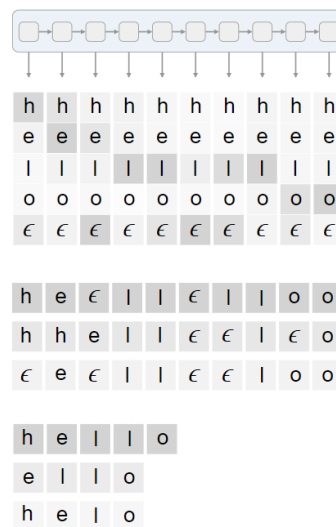 h h h h h h h h h h
e e e e e e e e e e
l l l l l l l l l l
o o o o o o o o o o
ϵ ϵ ϵ ϵ ϵ ϵ ϵ ϵ ϵ ϵ
h e ϵ l l ϵ l l o o
h h e l l ϵ ϵ l ϵ o
ϵ e ϵ l l ϵ ϵ l o o
h e l l o
e l l o
h e l o